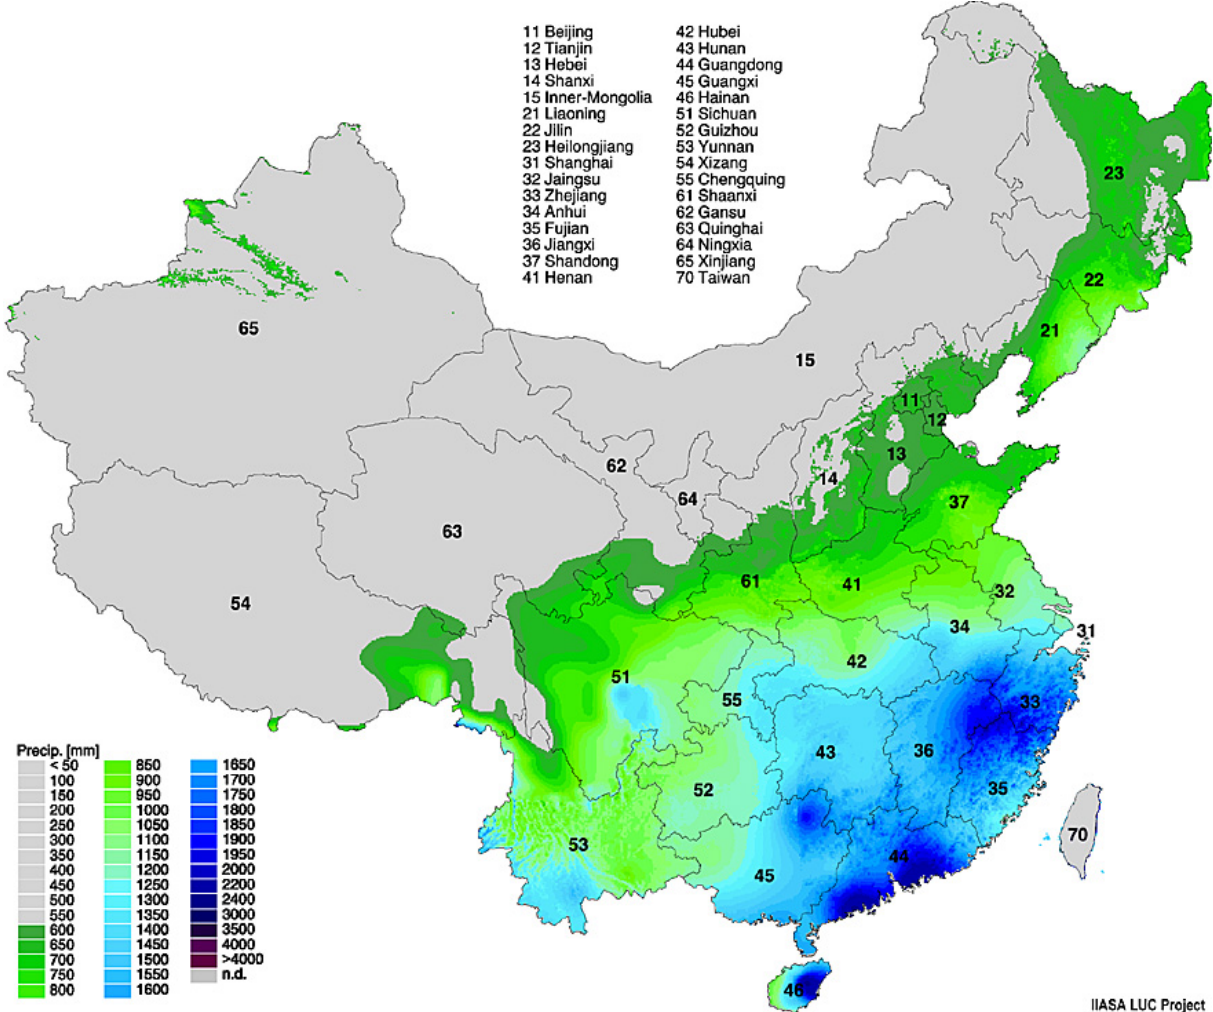 11 Beijing
12 Tianjin
13 Hebei
14 Shanxi
15 Inner-Mongolia
21 Liaoning
22 Jilin
23 Heilongjiang
31 Shanghai
32 Jaingsu
33 Zhejiang
34 Anhui
35 Fujian
36 Jiangxi
37 Shandong
41 Henan
42 Hubei
43 Hunan
44 Guangdong
45 Guangxi
46 Hainan
51 Sichuan
52 Guizhou
53 Yunnan
54 Xizang
55 Chengquing
61 Shaanxi
62 Gansu
63 Quinghai
64 Ningxia
65 Xinjiang
70 Taiwan
23
22
65
21
15
11
12
13
62
14
64
37
63
61
41
32
54
31
34
42
51
55
33
43
36
52
35
70
53
44
45
46
Precip. [mm]
< 50
100
150
200
250
300
350
400
450
500
550
600
650
700
750
800
850
900
950
1000
1050
1100
1150
1200
1250
1300
1350
1400
1450
1500
1550
1600
1650
1700
1750
1800
1850
1900
1950
2000
2200
2400
3000
3500
4000
>4000
n.d.
IIASA LUC Project